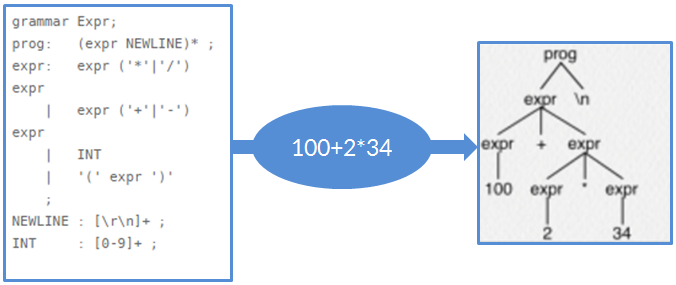 grammar Expr;
prog:   (expr NEWLINE)* ;
expr:   expr ('*'|'/')
expr
    |   expr ('+'|'-')
expr
    |   INT
    |   '(' expr ')'
    ;
NEWLINE : [\r\n]+ ;
INT     : [0-9]+ ;
100+2*34
prog
expr \n
expr + expr
100 expr * expr
2 34